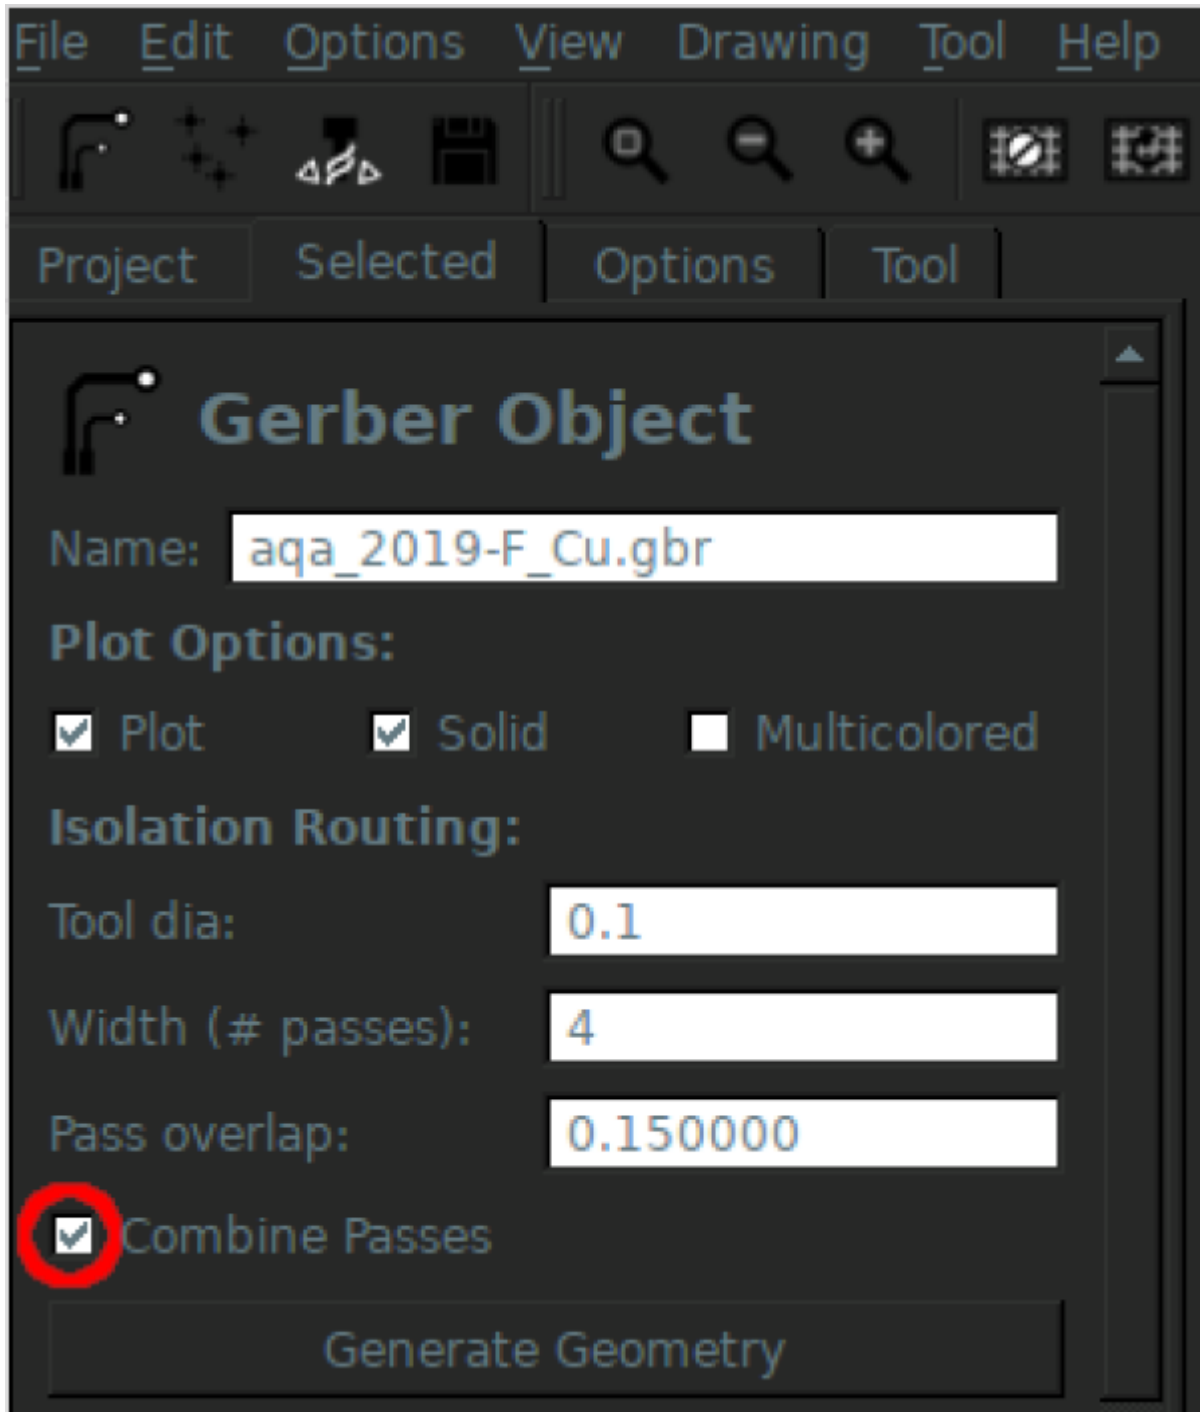 File Edit Options View Drawing Tool Help
Project Selected Options Tool
Gerber Object
Name: aqa_2019-F_Cu.gbr
Plot Options:
Plot Solid Multicolored
Isolation Routing:
Tool dia: 0.1
Width (# passes): 4
Pass overlap: 0.150000
Combine Passes
Generate Geometry